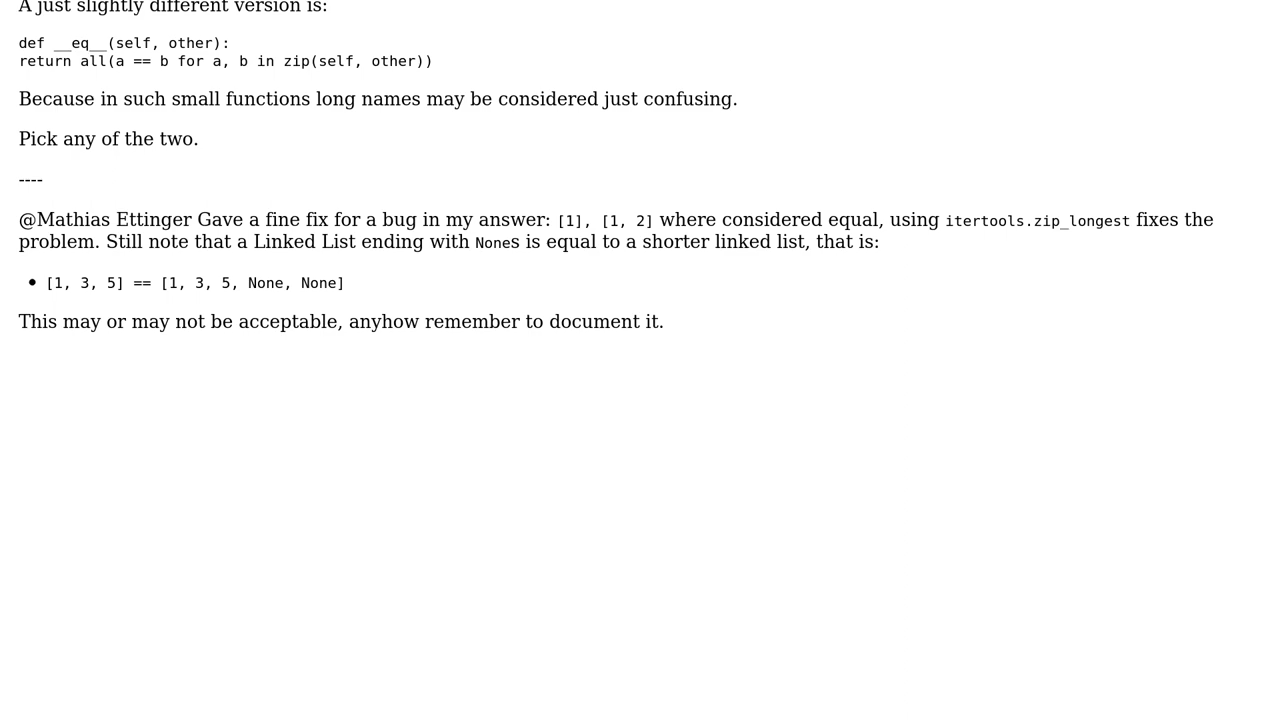 A just slightly different version is:
def __eq__(self, other):
return all(a == b for a, b in zip(self, other))
Because in such small functions long names may be considered just confusing.
Pick any of the two.
----
@Mathias Ettinger Gave a fine fix for a bug in my answer: [1], [1, 2] where considered equal, using itertools.zip_longest fixes the
problem. Still note that a Linked List ending with Nones is equal to a shorter linked list, that is:
• [1, 3, 5] == [1, 3, 5, None, None]
This may or may not be acceptable, anyhow remember to document it.